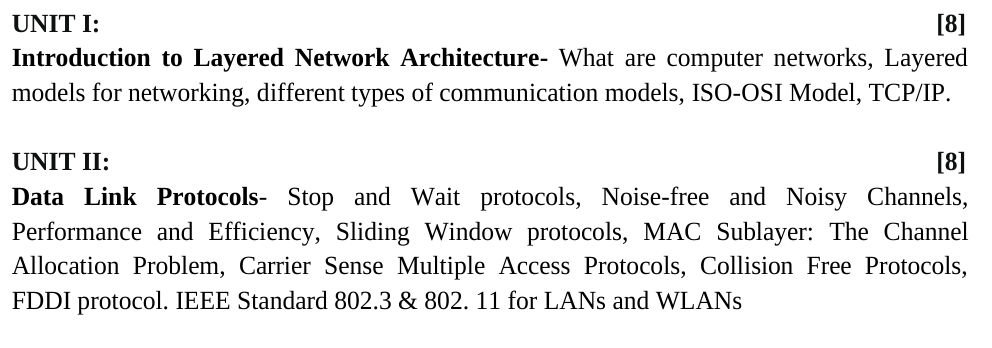 UNIT I: [8]
Introduction to Layered Network Architecture- What are computer networks, Layered
models for networking, different types of communication models, ISO-OSI Model, TCP/IP.
UNIT II: [8]
Data Link Protocols- Stop and Wait protocols, Noise-free and Noisy Channels,
Performance and Efficiency, Sliding Window protocols, MAC Sublayer: The Channel
Allocation Problem, Carrier Sense Multiple Access Protocols, Collision Free Protocols,
FDDI protocol. IEEE Standard 802.3 & 802. 11 for LANs and WLANs